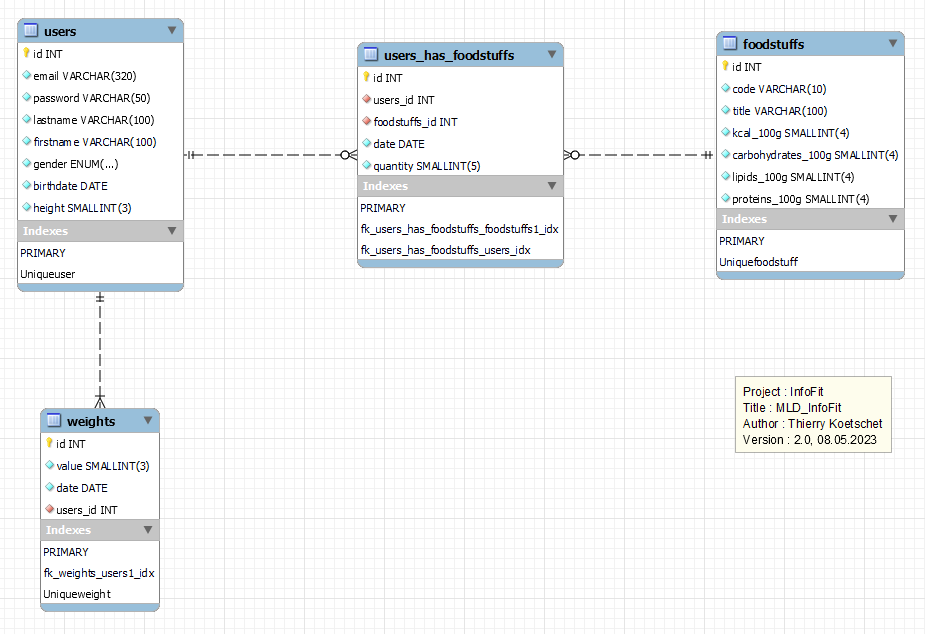 users
id INT
email VARCHAR(320)
password VARCHAR(50)
lastname VARCHAR(100)
firstname VARCHAR(100)
gender ENUM(...)
birthdate DATE
height SMALLINT(3)
Indexes
PRIMARY
Uniqueuser
users_has_foodstuffs
id INT
users_id INT
foodstuffs_id INT
date DATE
quantity SMALLINT(5)
Indexes
PRIMARY
fk_users_has_foodstuffs_foodstuffs1_idx
fk_users_has_foodstuffs_users_idx
foodstuffs
id INT
code VARCHAR(10)
title VARCHAR(100)
kcal_100g SMALLINT(4)
carbohydrates_100g SMALLINT(4)
lipids_100g SMALLINT(4)
proteins_100g SMALLINT(4)
Indexes
PRIMARY
Uniquefoodstuff
weights
id INT
value SMALLINT(3)
date DATE
users_id INT
Indexes
PRIMARY
fk_weights_users1_idx
Uniqueweight
Project : InfoFit
Title : MLD_InfoFit
Author : Thierry Koetschet
Version : 2.0, 08.05.2023